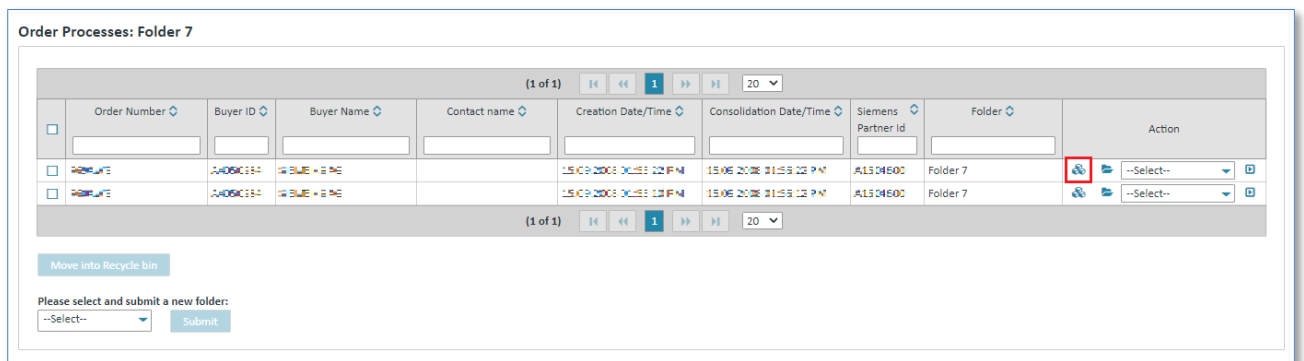 Order Processes: Folder 7
(1 of 1) 1 20
Order Number Buyer ID Buyer Name Contact name Creation Date/Time Consolidation Date/Time Siemens Partner Id Folder Action
Folder 7 --Select--
Folder 7 --Select--
(1 of 1) 1 20
Move into Recycle bin
Please select and submit a new folder:
--Select-- Submit